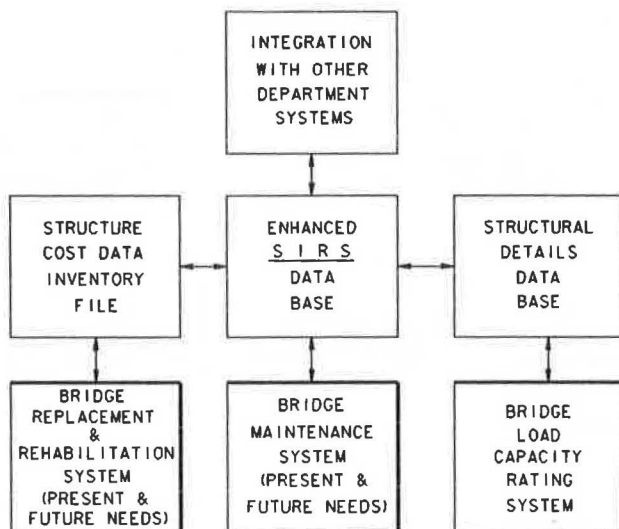 INTEGRATION
WITH OTHER
DEPARTMENT
SYSTEMS
STRUCTURE
COST DATA
INVENTORY
FILE
ENHANCED
S I R S
DATA
BASE
STRUCTURAL
DETAILS
DATA
BASE
BRIDGE
REPLACEMENT
&
REHABILITATION
SYSTEM
(PRESENT &
FUTURE NEEDS)
BRIDGE
MAINTENANCE
SYSTEM
(PRESENT &
FUTURE NEEDS)
BRIDGE
LOAD
CAPACITY
RATING
SYSTEM